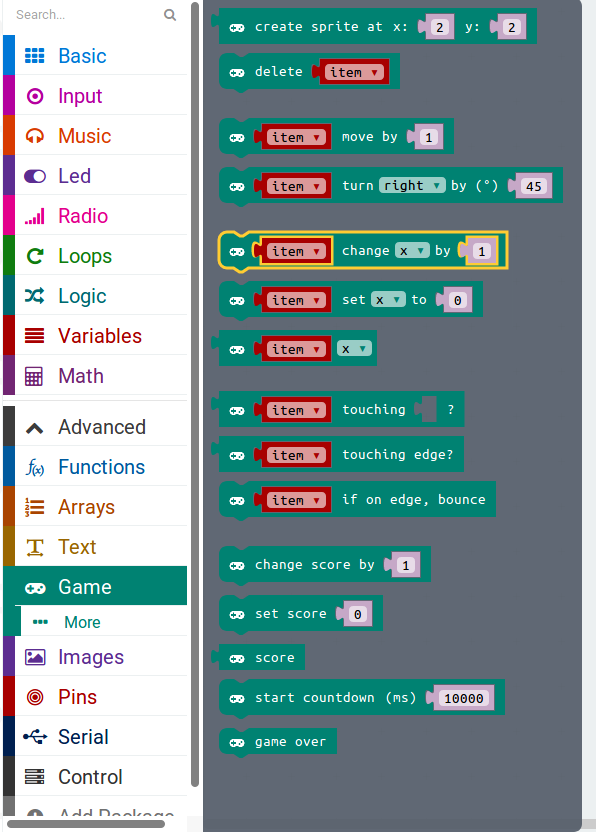 Search...
Basic
Input
Music
Led
Radio
Loops
Logic
Variables
Math
Advanced
Functions
Arrays
Text
Game
More
Images
Pins
Serial
Control
Add Package
create sprite at x: 2 y: 2
delete item
item move by 1
item turn right by (°) 45
item change x by 1
item set x to 0
item x
item touching ?
item touching edge?
item if on edge, bounce
change score by 1
set score 0
score
start countdown (ms) 10000
game over